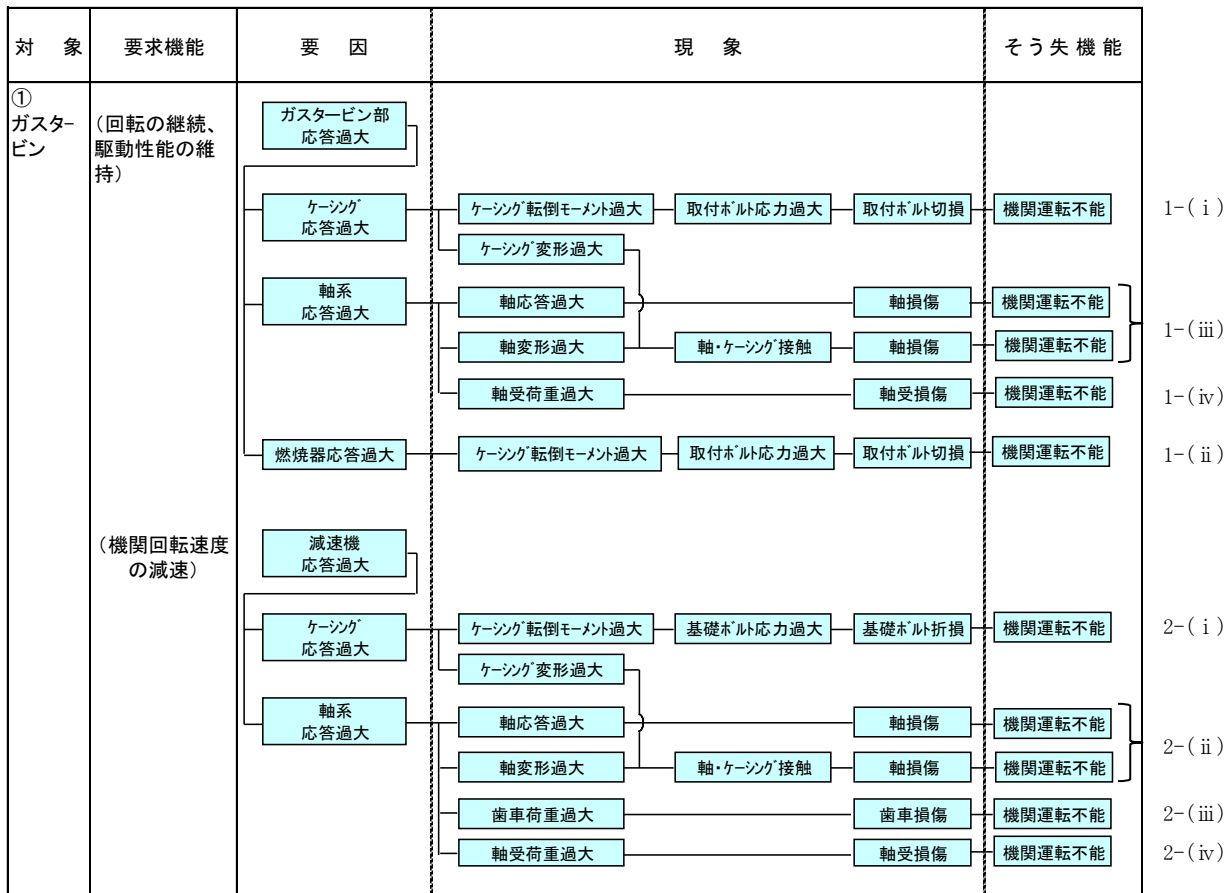 対 象
要求機能
要 因
現 象
そう失機能
①
ガスター
ビン
(回転の継続、
駆動性能の維
持)
ガスタービン部
応答過大
ｹｰｼﾝｸﾞ
応答過大
ｹｰｼﾝｸﾞ転倒ﾓｰﾒﾝﾄ過大
取付ﾎﾞﾙﾄ応力過大
取付ﾎﾞﾙﾄ切損
機関運転不能
1-(ⅰ)
ｹｰｼﾝｸﾞ変形過大
軸系
応答過大
軸応答過大
軸損傷
機関運転不能
軸変形過大
軸・ｹｰｼﾝｸﾞ接触
軸損傷
機関運転不能
1-(ⅲ)
軸受荷重過大
軸受損傷
機関運転不能
1-(ⅳ)
燃焼器応答過大
ｹｰｼﾝｸﾞ転倒ﾓｰﾒﾝﾄ過大
取付ﾎﾞﾙﾄ応力過大
取付ﾎﾞﾙﾄ切損
機関運転不能
1-(ⅱ)
(機関回転速度
の減速)
減速機
応答過大
ｹｰｼﾝｸﾞ
応答過大
ｹｰｼﾝｸﾞ転倒ﾓｰﾒﾝﾄ過大
基礎ﾎﾞﾙﾄ応力過大
基礎ﾎﾞﾙﾄ折損
機関運転不能
2-(ⅰ)
ｹｰｼﾝｸﾞ変形過大
軸系
応答過大
軸応答過大
軸損傷
機関運転不能
軸変形過大
軸・ｹｰｼﾝｸﾞ接触
軸損傷
機関運転不能
2-(ⅱ)
歯車荷重過大
歯車損傷
機関運転不能
2-(ⅲ)
軸受荷重過大
軸受損傷
機関運転不能
2-(ⅳ)